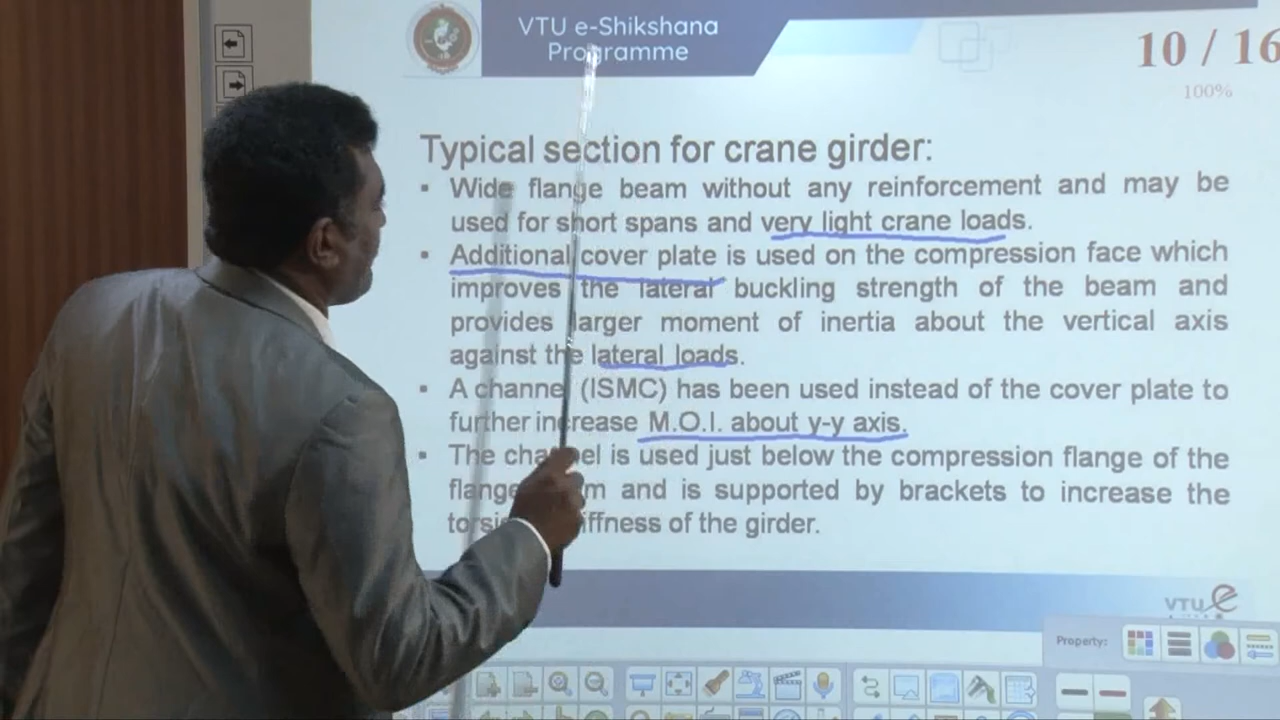 VTU e-Shikshana
Programme
10 / 16
100%
Typical section for crane girder:
▪ Wide flange beam without any reinforcement and may be
used for short spans and very light crane loads.
▪ Additional cover plate is used on the compression face which
improves the lateral buckling strength of the beam and
provides larger moment of inertia about the vertical axis
against the lateral loads.
▪ A channel (ISMC) has been used instead of the cover plate to
further increase M.O.I. about y-y axis.
▪ The channel is used just below the compression flange of the
flange and is supported by brackets to increase the
of the girder.
VTU e
Property: